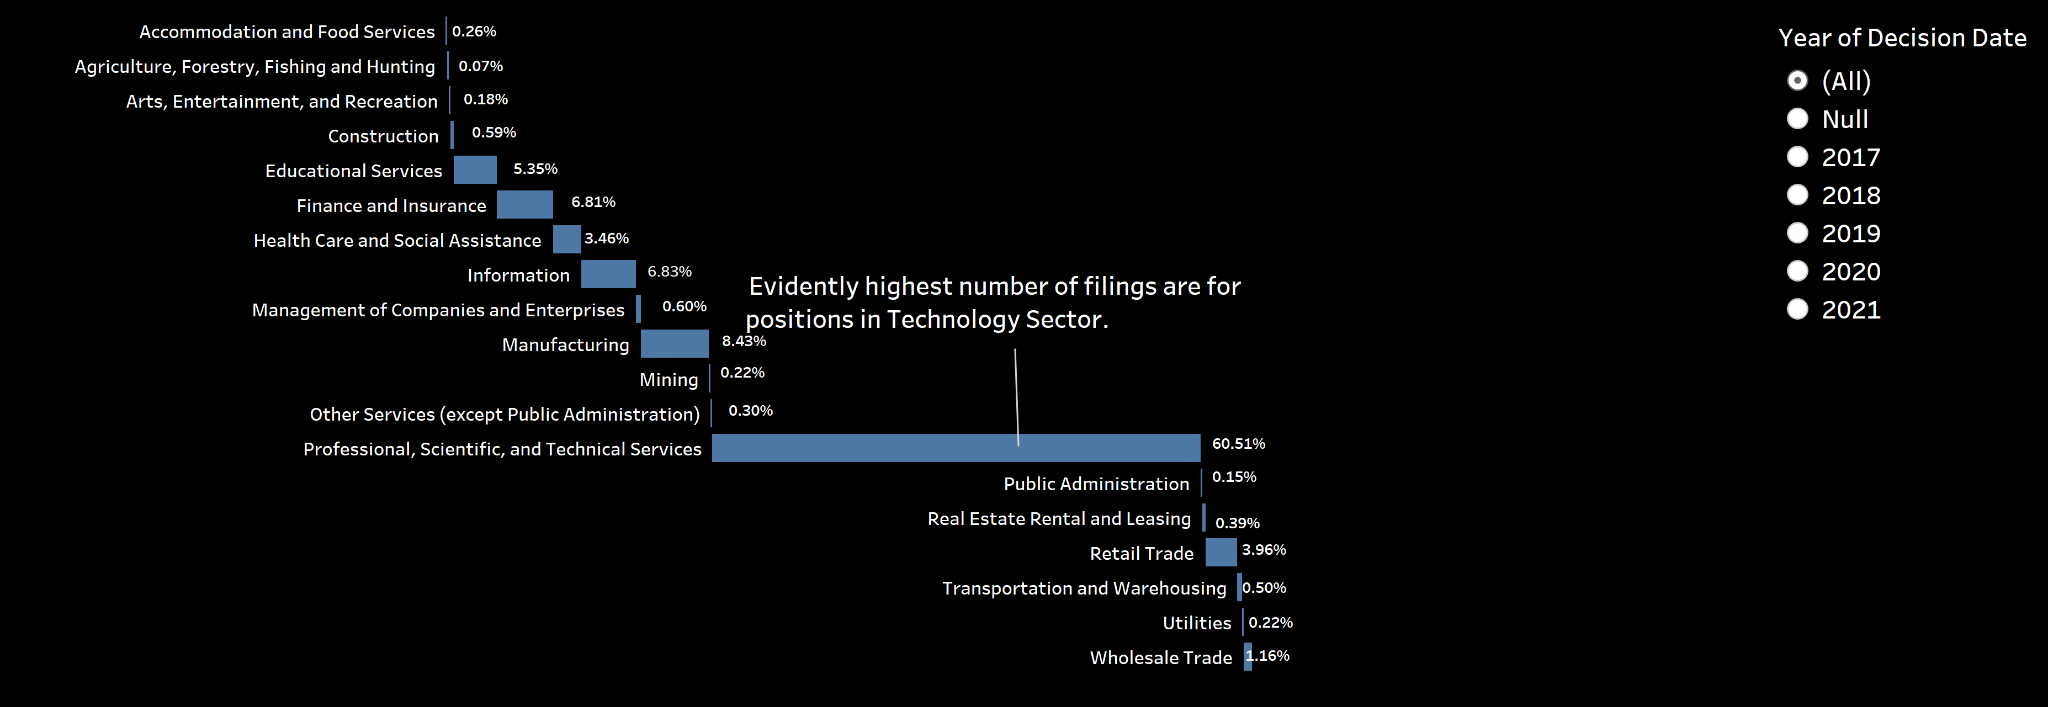 Accommodation and Food Services 0.26%
Agriculture, Forestry, Fishing and Hunting 0.07%
Arts, Entertainment, and Recreation 0.18%
Construction 0.59%
Educational Services 5.35%
Finance and Insurance 6.81%
Health Care and Social Assistance 3.46%
Information 6.83%
Management of Companies and Enterprises 0.60%
Manufacturing 8.43%
Mining 0.22%
Other Services (except Public Administration) 0.30%
Professional, Scientific, and Technical Services 60.51%
Public Administration 0.15%
Real Estate Rental and Leasing 0.39%
Retail Trade 3.96%
Transportation and Warehousing 0.50%
Utilities 0.22%
Wholesale Trade 1.16%
Evidently highest number of filings are for
positions in Technology Sector.
Year of Decision Date
(All)
Null
2017
2018
2019
2020
2021